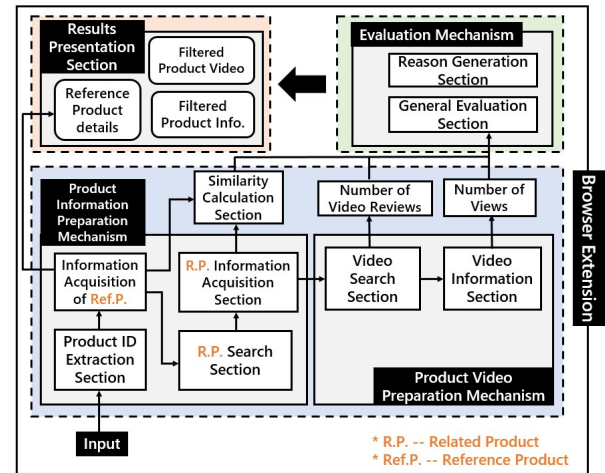 Results
Presentation
Section
Filtered
Product Video
Reference
Product
details
Filtered
Product Info.
Evaluation Mechanism
Reason Generation
Section
General Evaluation
Section
Product
Information
Preparation
Mechanism
Similarity
Calculation
Section
Number of
Video Reviews
Number of
Views
Information
Acquisition
of Ref.P.
R.P. Information
Acquisition
Section
Video
Search
Section
Video
Information
Section
Product ID
Extraction
Section
R.P. Search
Section
Product Video
Preparation Mechanism
Input
Browser Extension
* R.P. -- Related Product
* Ref.P. -- Reference Product